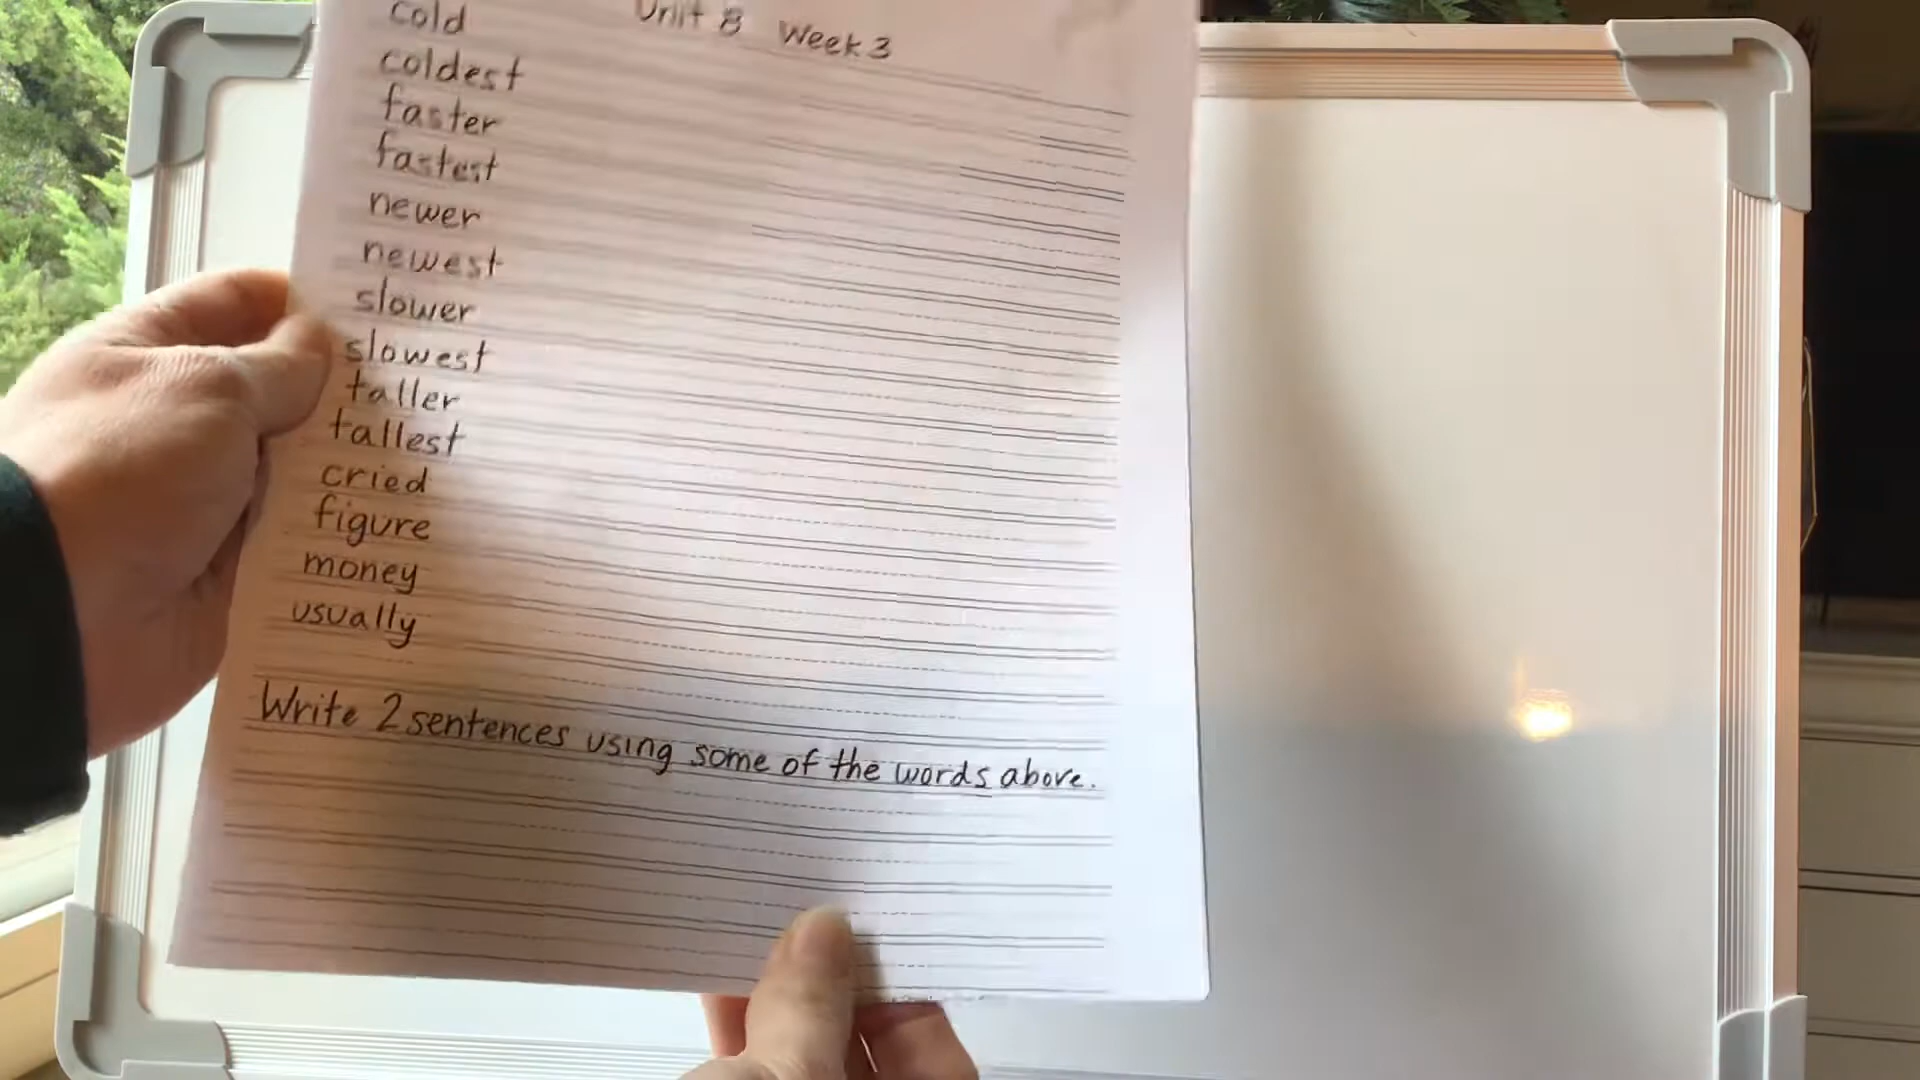 Unit 8 Week 3
cold
coldest
faster
fastest
newer
newest
slower
slowest
taller
tallest
cried
figure
money
usually
Write 2 sentences using some of the words above.